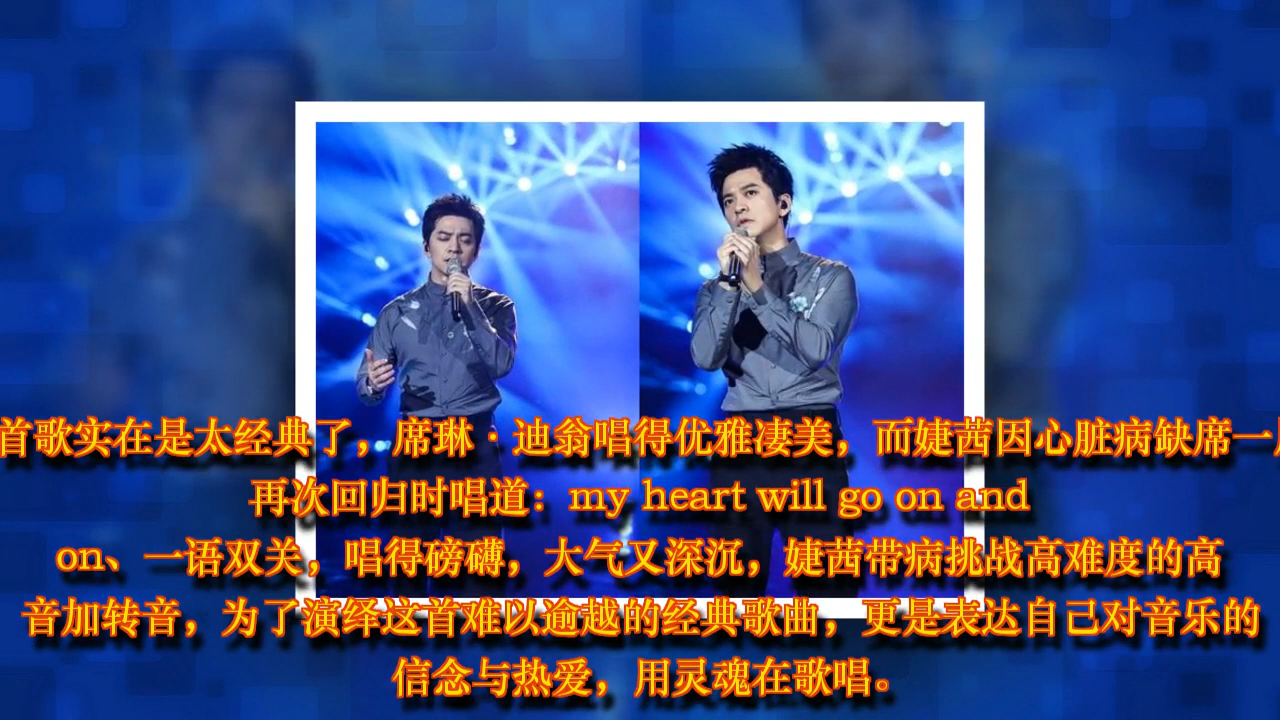 首歌实在是太经典了，席琳·迪翁唱得优雅凄美，而婕茜因心脏病缺席一
再次回归时唱道：my heart will go on and
on、一语双关，唱得磅礴，大气又深沉，婕茜带病挑战高难度的高
音加转音，为了演绎这首难以逾越的经典歌曲，更是表达自己对音乐的
信念与热爱，用灵魂在歌唱。